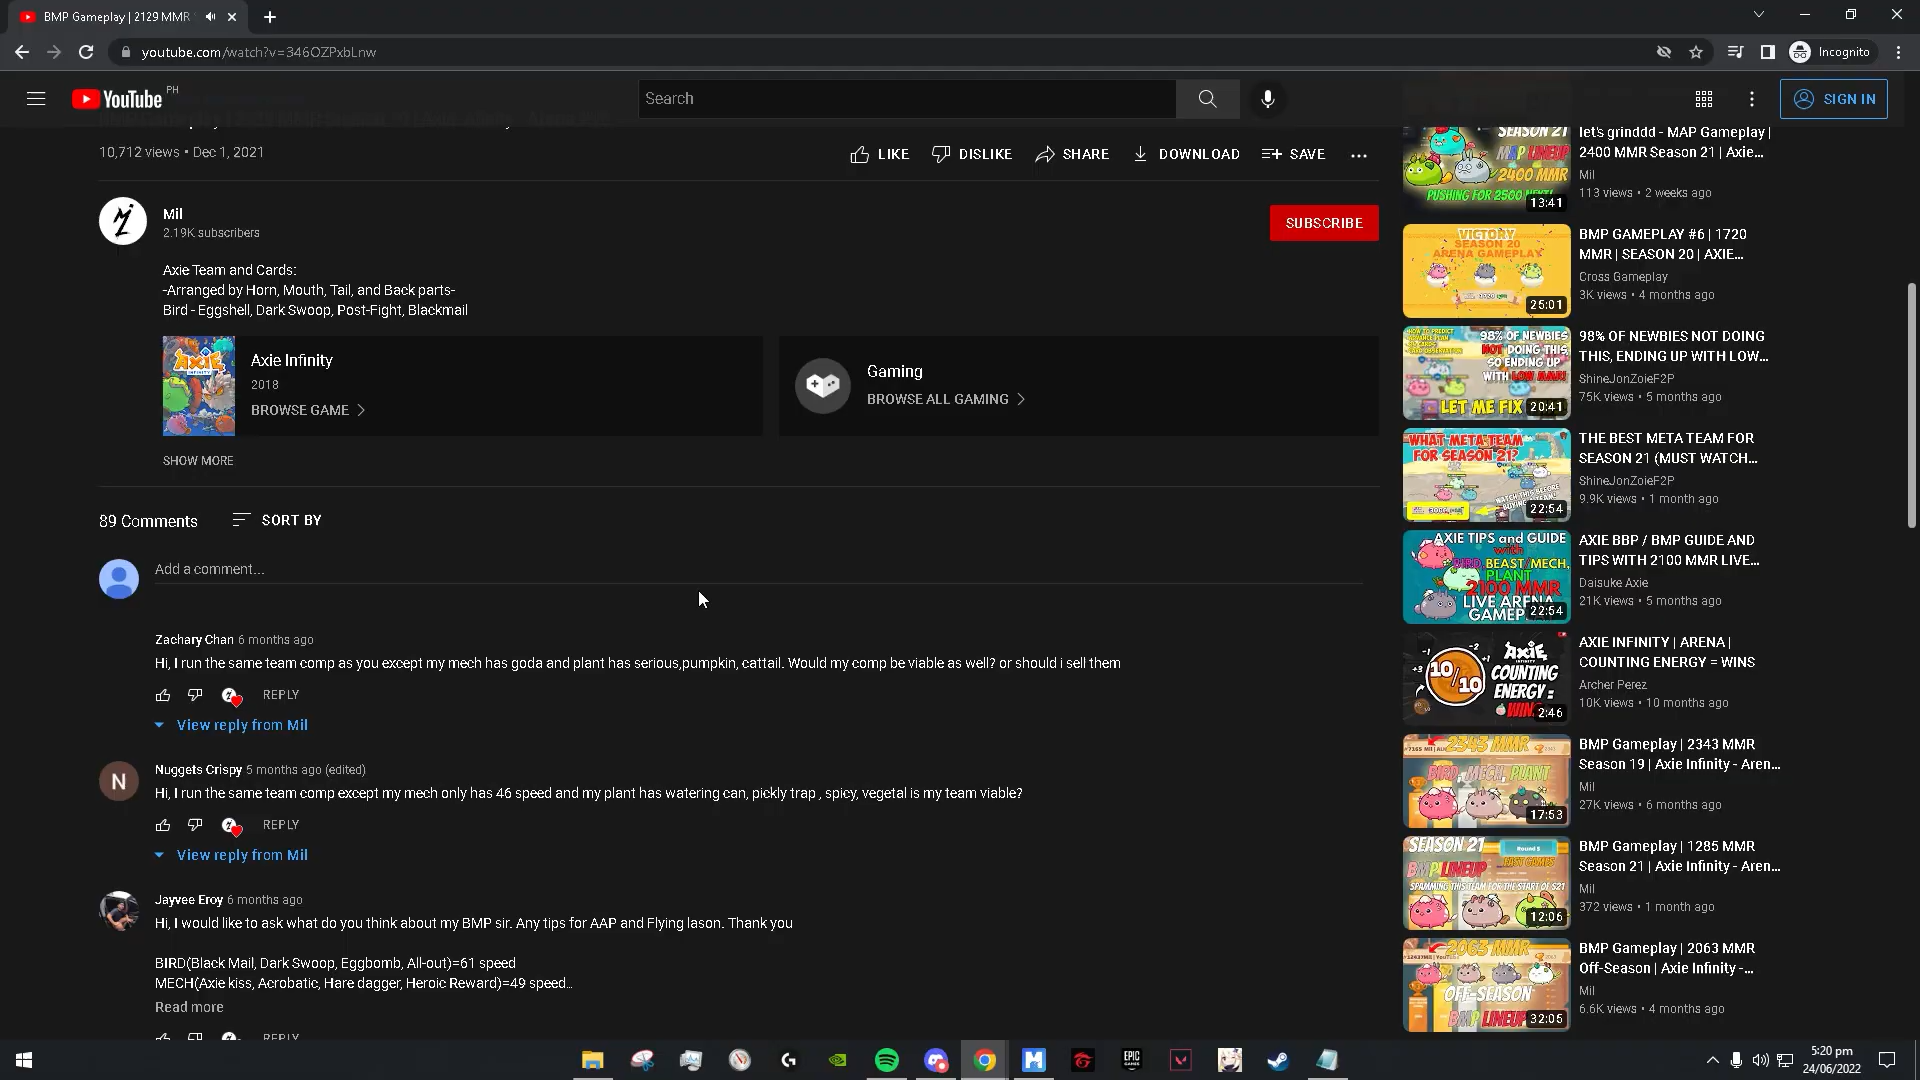 BMP Gameplay | 2129 MMR
youtube.com/watch?v=346OZPxbLnw
Incognito
YouTube PH
Search
SIGN IN
10,712 views • Dec 1, 2021
LIKE
DISLIKE
SHARE
DOWNLOAD
SAVE
Mil
2.19K subscribers
SUBSCRIBE
Axie Team and Cards:
-Arranged by Horn, Mouth, Tail, and Back parts-
Bird - Eggshell, Dark Swoop, Post-Fight, Blackmail
AXIE
INFINITY
Axie Infinity
2018
BROWSE GAME
Gaming
BROWSE ALL GAMING
SHOW MORE
89 Comments
SORT BY
Add a comment...
Zachary Chan 6 months ago
Hi, I run the same team comp as you except my mech has goda and plant has serious,pumpkin, cattail. Would my comp be viable as well? or should i sell them
REPLY
View reply from Mil
N
Nuggets Crispy 5 months ago (edited)
Hi, I run the same team comp except my mech only has 46 speed and my plant has watering can, pickly trap , spicy, vegetal is my team viable?
REPLY
View reply from Mil
Jayvee Eroy 6 months ago
Hi, I would like to ask what do you think about my BMP sir. Any tips for AAP and Flying Iason. Thank you
BIRD(Black Mail, Dark Swoop, Eggbomb, All-out)=61 speed
MECH(Axie kiss, Acrobatic, Hare dagger, Heroic Reward)=49 speed...
Read more
REPLY
SEASON 21
MAP LINEUP
2400 MMR
PUSHING FOR 2500 NEXT!
13:41
let's grinddd - MAP Gameplay |
2400 MMR Season 21 | Axie...
Mil
113 views • 2 weeks ago
VICTORY
SEASON 20
ARENA GAMEPLAY
25:01
BMP GAMEPLAY #6 | 1720
MMR | SEASON 20 | AXIE...
Cross Gameplay
3K views • 4 months ago
HOW TO PREDICT
98% OF NEWBIES
NOT DOING THIS,
SO ENDING UP
WITH LOW MMR!
LET ME FIX
20:41
98% OF NEWBIES NOT DOING
THIS, ENDING UP WITH LOW...
ShineJonZoieF2P
75K views • 5 months ago
WHAT META TEAM
FOR SEASON 21?
WATCH THIS BEFORE
22:54
THE BEST META TEAM FOR
SEASON 21 (MUST WATCH...
ShineJonZoieF2P
9.9K views • 1 month ago
AXIE TIPS and GUIDE
with
BIRD, BEAST/MECH,
PLANT
2100 MMR
LIVE ARENA
GAMEPLAY
22:54
AXIE BBP / BMP GUIDE AND
TIPS WITH 2100 MMR LIVE...
Daisuke Axie
21K views • 5 months ago
-1
-2
+3
+1
10/10
AXIE
COUNTING
ENERGY =
WIN
2:46
AXIE INFINITY | ARENA |
COUNTING ENERGY = WINS
Archer Perez
10K views • 10 months ago
2343 MMR
BIRD, MECH, PLANT
17:53
BMP Gameplay | 2343 MMR
Season 19 | Axie Infinity - Aren...
Mil
27K views • 6 months ago
SEASON 21
BMP LINEUP
SPAMMING THIS TEAM FOR THE START OF S21
12:06
BMP Gameplay | 1285 MMR
Season 21 | Axie Infinity - Aren...
Mil
372 views • 1 month ago
2063 MMR
OFF-SEASON
BMP LINEUP
32:05
BMP Gameplay | 2063 MMR
Off-Season | Axie Infinity -...
Mil
6.6K views • 4 months ago
EPIC
GAMES
5:20 pm
24/06/2022